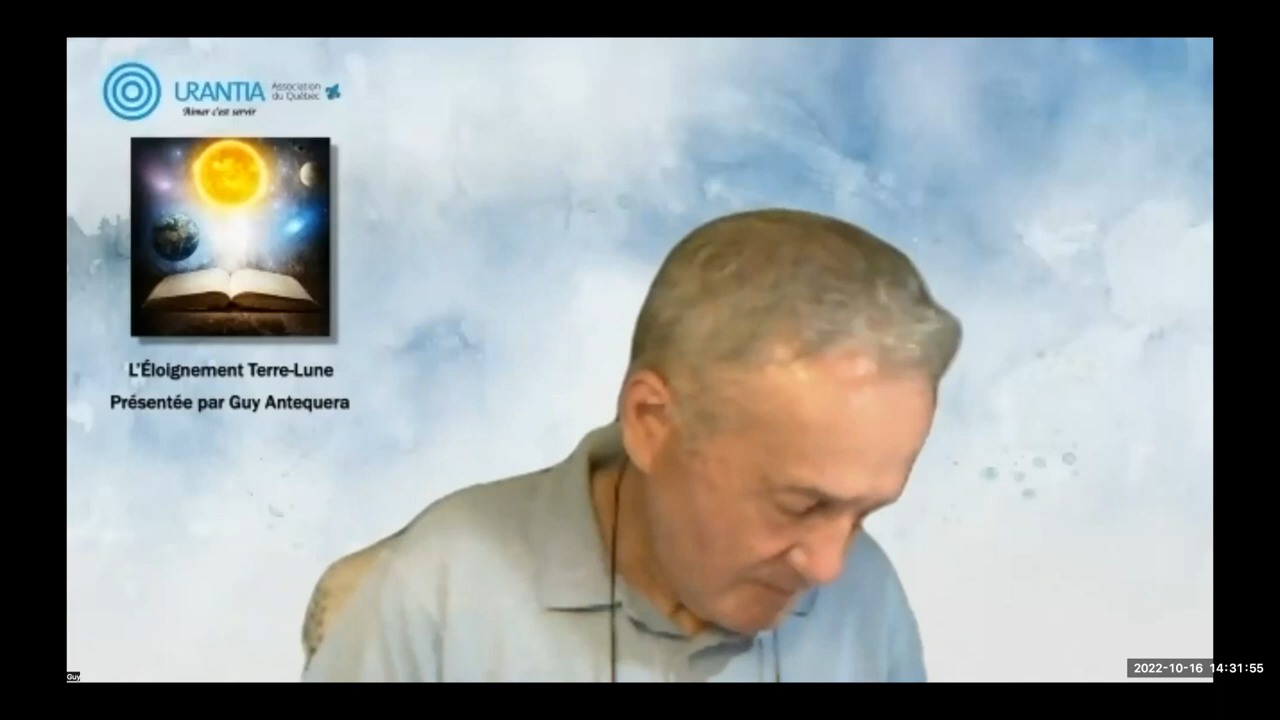 URANTIA Association
du Québec
Aimer c'est servir
L'Éloignement Terre-Lune
Présentée par Guy Antequera
Guy
2022-10-16 14:31:55